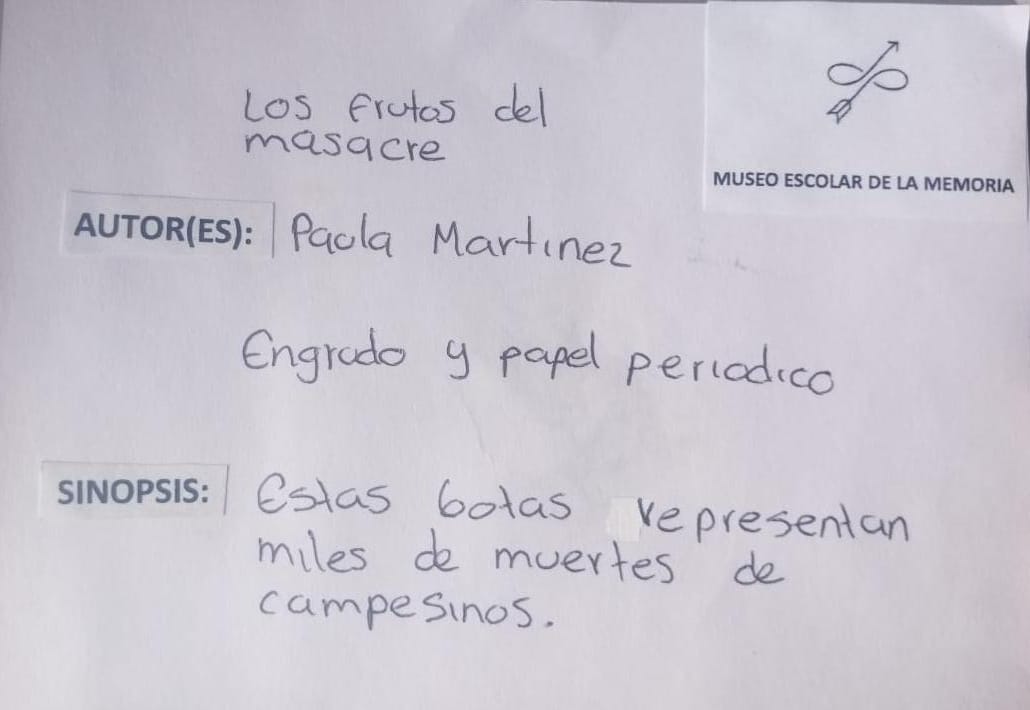 Los frutos del
masacre
MUSEO ESCOLAR DE LA MEMORIA
AUTOR(ES): Paola Martinez
Engrudo y papel periodico
SINOPSIS: Estas botas representan
miles de muertes de
campesinos.